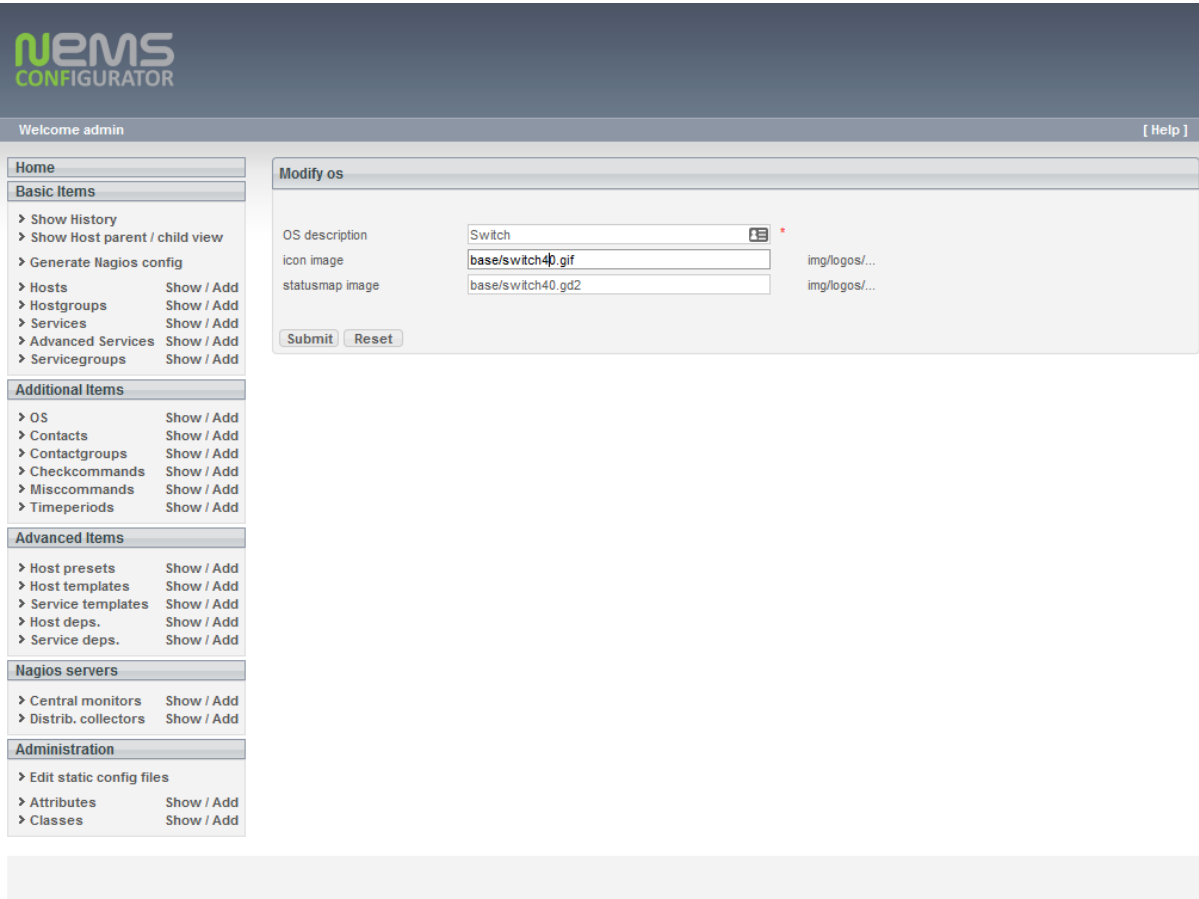 NEMS
CONFIGURATOR
Welcome admin [ Help ]
Home
Basic Items
Show History
Show Host parent / child view
Generate Nagios config
Hosts Show / Add
Hostgroups Show / Add
Services Show / Add
Advanced Services Show / Add
Servicegroups Show / Add
Additional Items
OS Show / Add
Contacts Show / Add
Contactgroups Show / Add
Checkcommands Show / Add
Misccommands Show / Add
Timeperiods Show / Add
Advanced Items
Host presets Show / Add
Host templates Show / Add
Service templates Show / Add
Host deps. Show / Add
Service deps. Show / Add
Nagios servers
Central monitors Show / Add
Distrib. collectors Show / Add
Administration
Edit static config files
Attributes Show / Add
Classes Show / Add
Modify os
OS description Switch *
icon image base/switch40.gif img/logos/...
statusmap image base/switch40.gd2 img/logos/...
Submit Reset